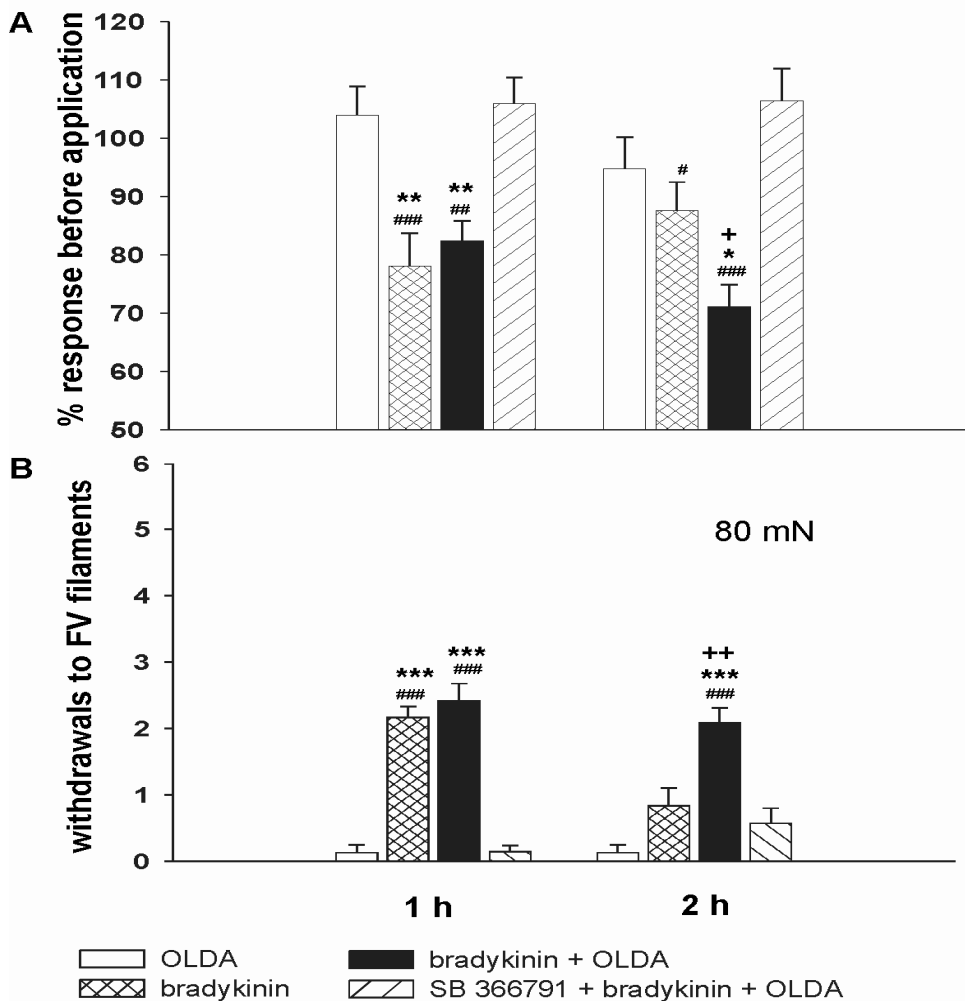 A
% response before application
120
110
100
90
80
70
60
50
**
###
**
##
#
+
*
###
B
withdrawals to FV filaments
6
5
4
3
2
1
0
80 mN
***
###
***
###
++
***
###
1 h
2 h
OLDA
bradykinin + OLDA
bradykinin
SB 366791 + bradykinin + OLDA